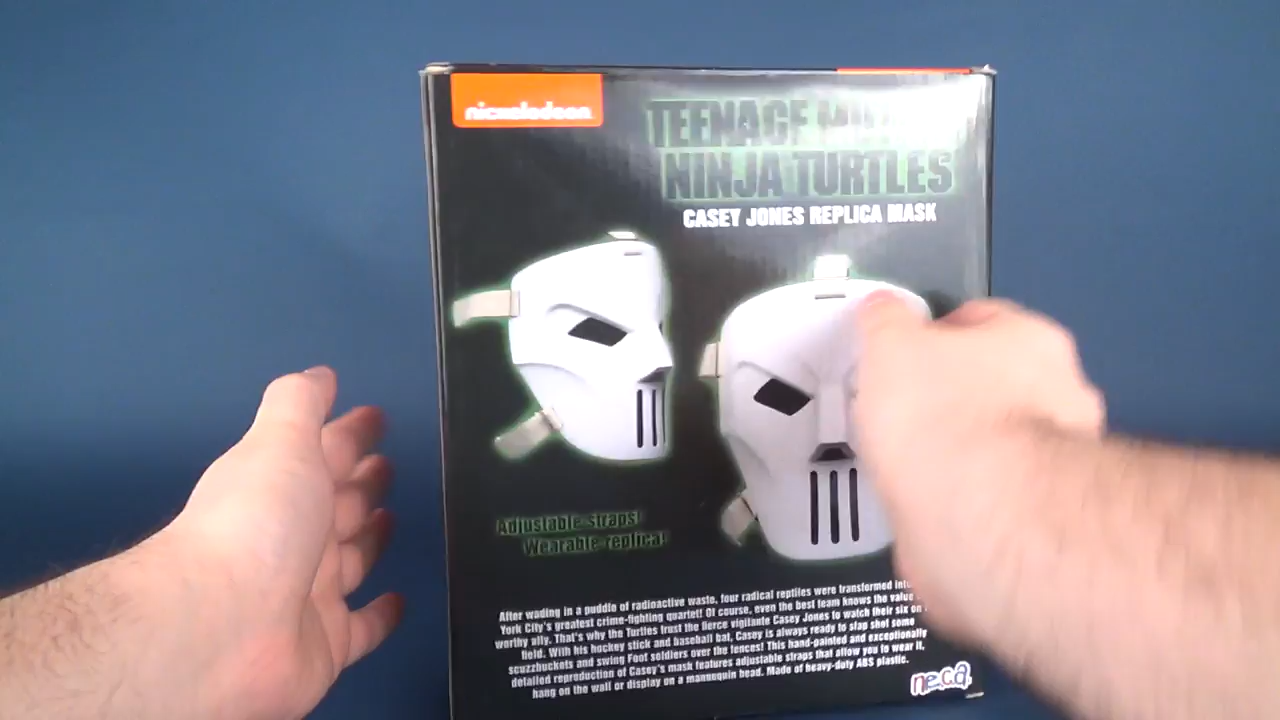 nickelodeon
TEENAGE MUTANT
NINJA TURTLES
CASEY JONES REPLICA MASK
Adjustable straps!
Wearable replica!
After wading in a puddle of radioactive waste, four radical reptiles were transformed into
York City's greatest crime-fighting quartet! Of course, even the best team knows the value
worthy ally. That's why the Turtles trust the fierce vigilante Casey Jones to watch their six on
field. With his hockey stick and baseball bat, Casey is always ready to slap shot some
scuzzbuckets and swing Foot soldiers over the fences! This hand-painted and exceptionally
detailed reproduction of Casey's mask features adjustable straps that allow you to wear it,
hang on the wall or display on a mannequin head. Made of heavy-duty ABS plastic.
neca